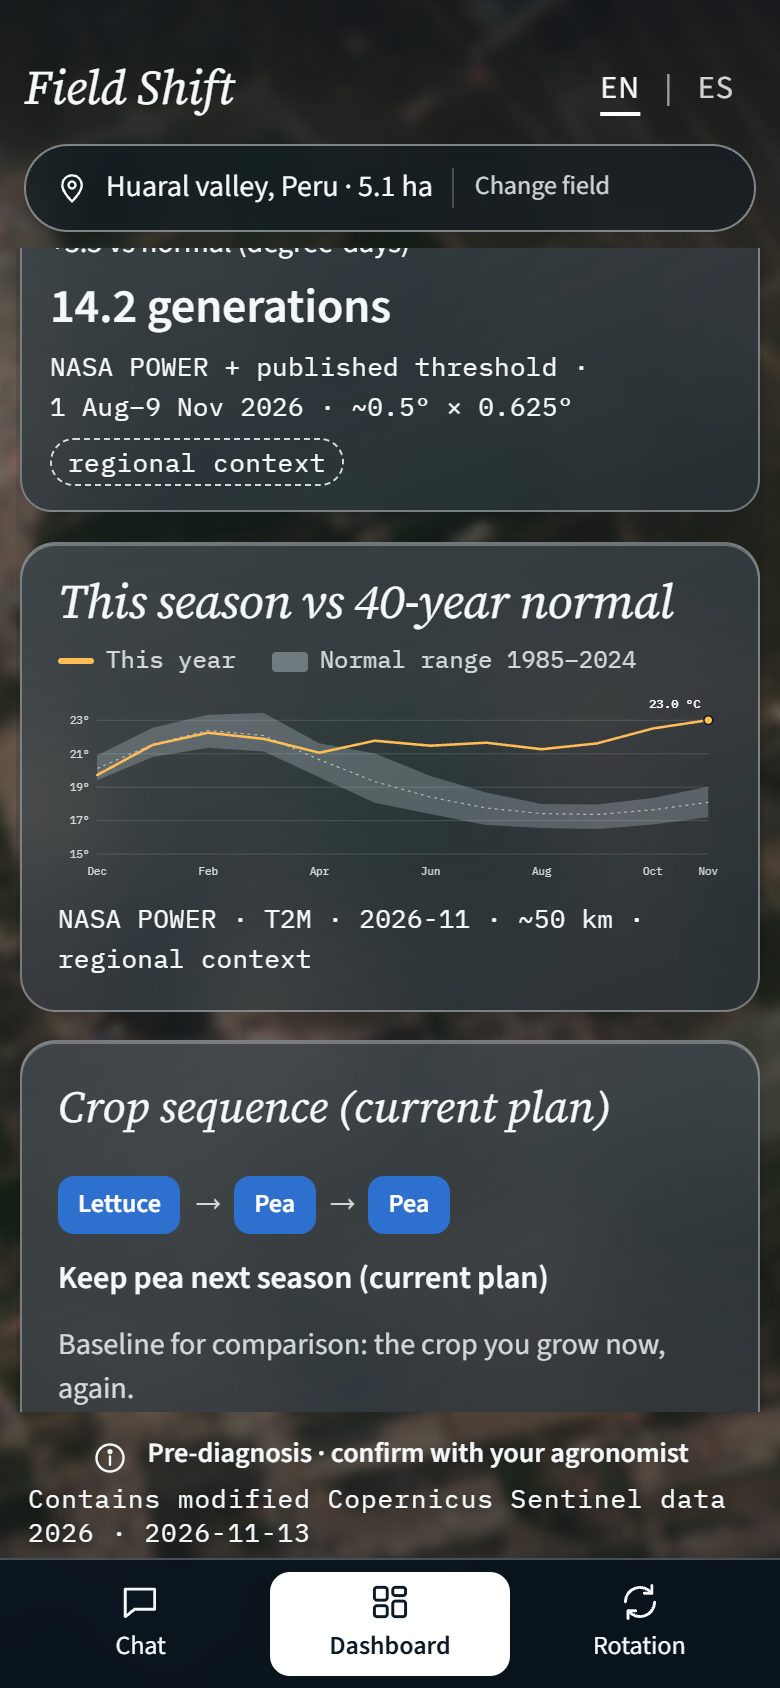 Field Shift
EN | ES
Huaral valley, Peru · 5.1 ha | Change field
vs normal (degree-days)
14.2 generations
NASA POWER + published threshold ·
1 Aug–9 Nov 2026 · ~0.5° × 0.625°
regional context
This season vs 40-year normal
This year Normal range 1985–2024
23.0 °C
23°
21°
19°
17°
15°
Dec Feb Apr Jun Aug Oct Nov
NASA POWER · T2M · 2026-11 · ~50 km ·
regional context
Crop sequence (current plan)
Lettuce → Pea → Pea
Keep pea next season (current plan)
Baseline for comparison: the crop you grow now,
again.
Pre-diagnosis · confirm with your agronomist
Contains modified Copernicus Sentinel data
2026 · 2026-11-13
Chat Dashboard Rotation